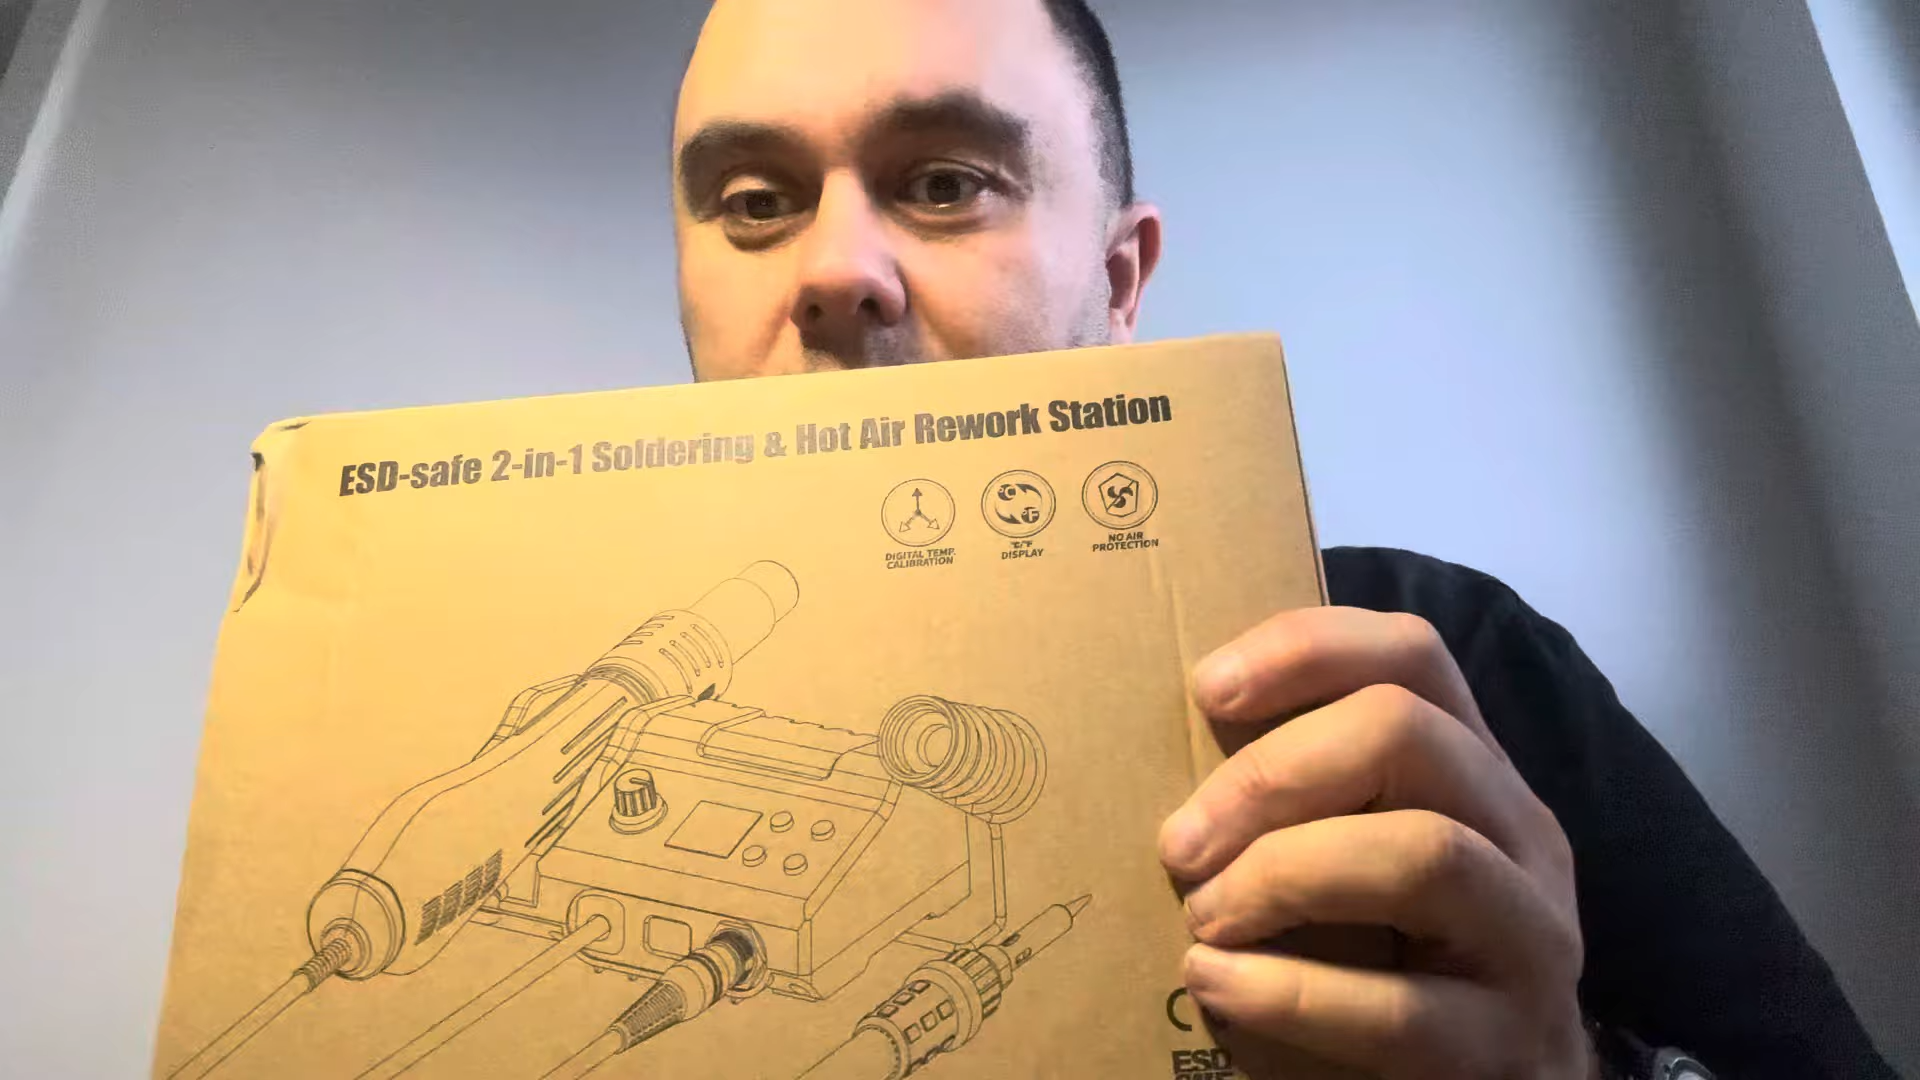 ESD-safe 2-in-1 Soldering & Hot Air Rework Station
DIGITAL TEMP.
CALIBRATION
°C/°F
DISPLAY
NO AIR
PROTECTION
ESD